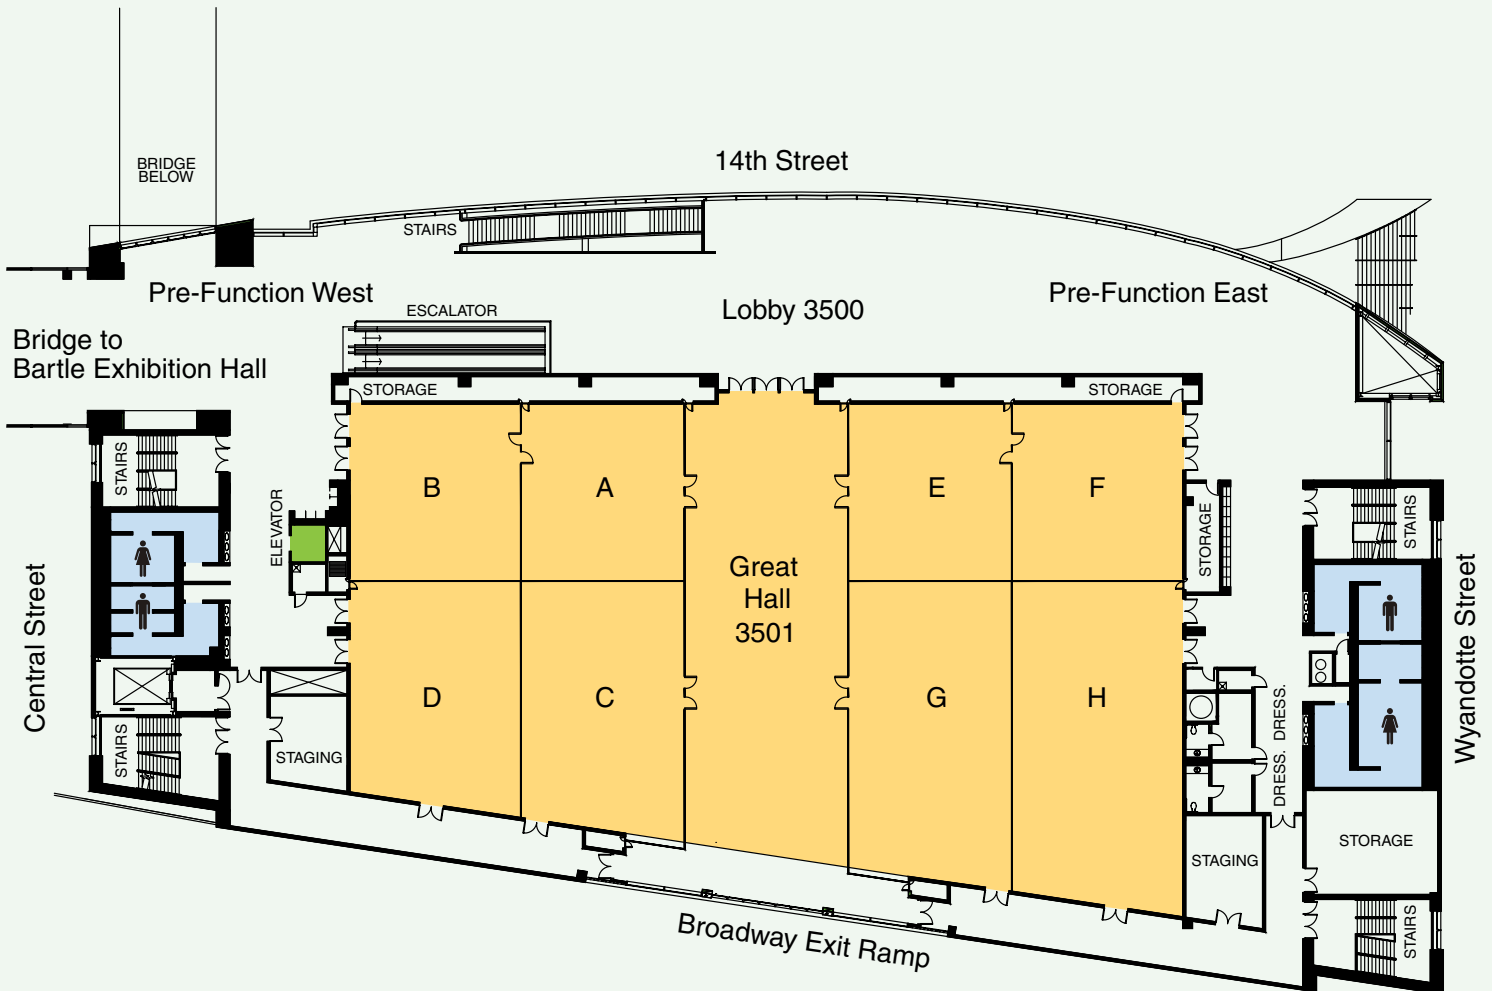 BRIDGE
BELOW
14th Street
STAIRS
Pre-Function West
Pre-Function East
Lobby 3500
ESCALATOR
Bridge to
Bartle Exhibition Hall
STORAGE
STORAGE
STAIRS
B
A
E
F
STAIRS
ELEVATOR
STORAGE
Great
Hall
3501
Central Street
Wyandotte Street
D
C
G
H
STAIRS
STAGING
DRESS.
DRESS.
STORAGE
STAGING
STAIRS
Broadway Exit Ramp